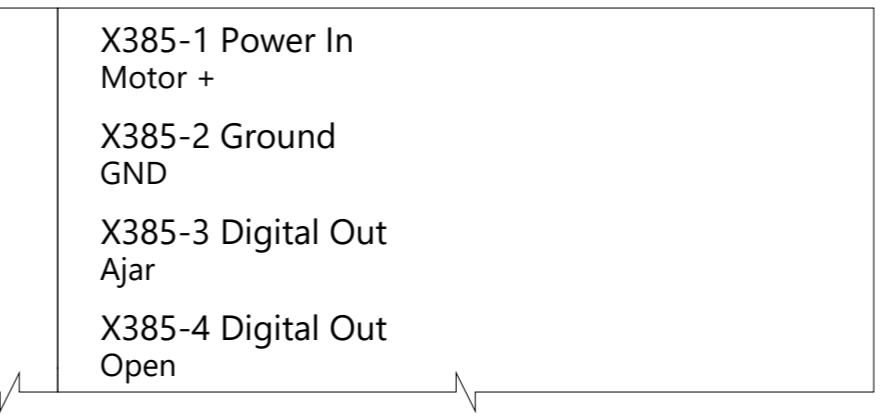 X385-1 Power In
Motor +
X385-2 Ground
GND
X385-3 Digital Out
Ajar
X385-4 Digital Out
Open